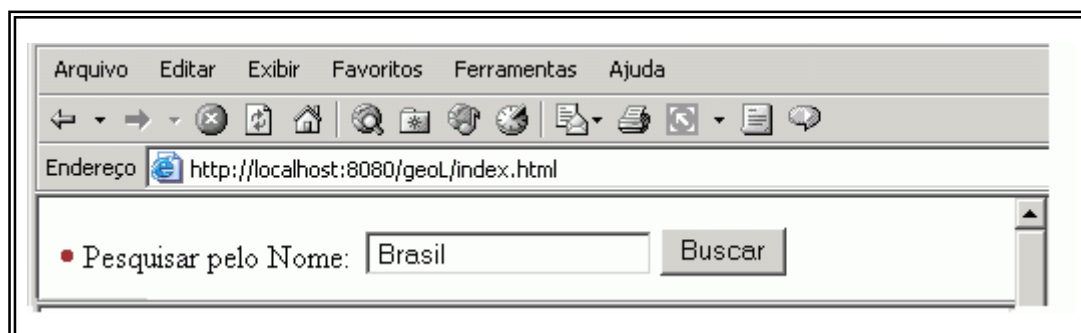 Arquivo Editar Exibir Favoritos Ferramentas Ajuda
Endereço http://localhost:8080/geoL/index.html
Pesquisar pelo Nome: Brasil Buscar